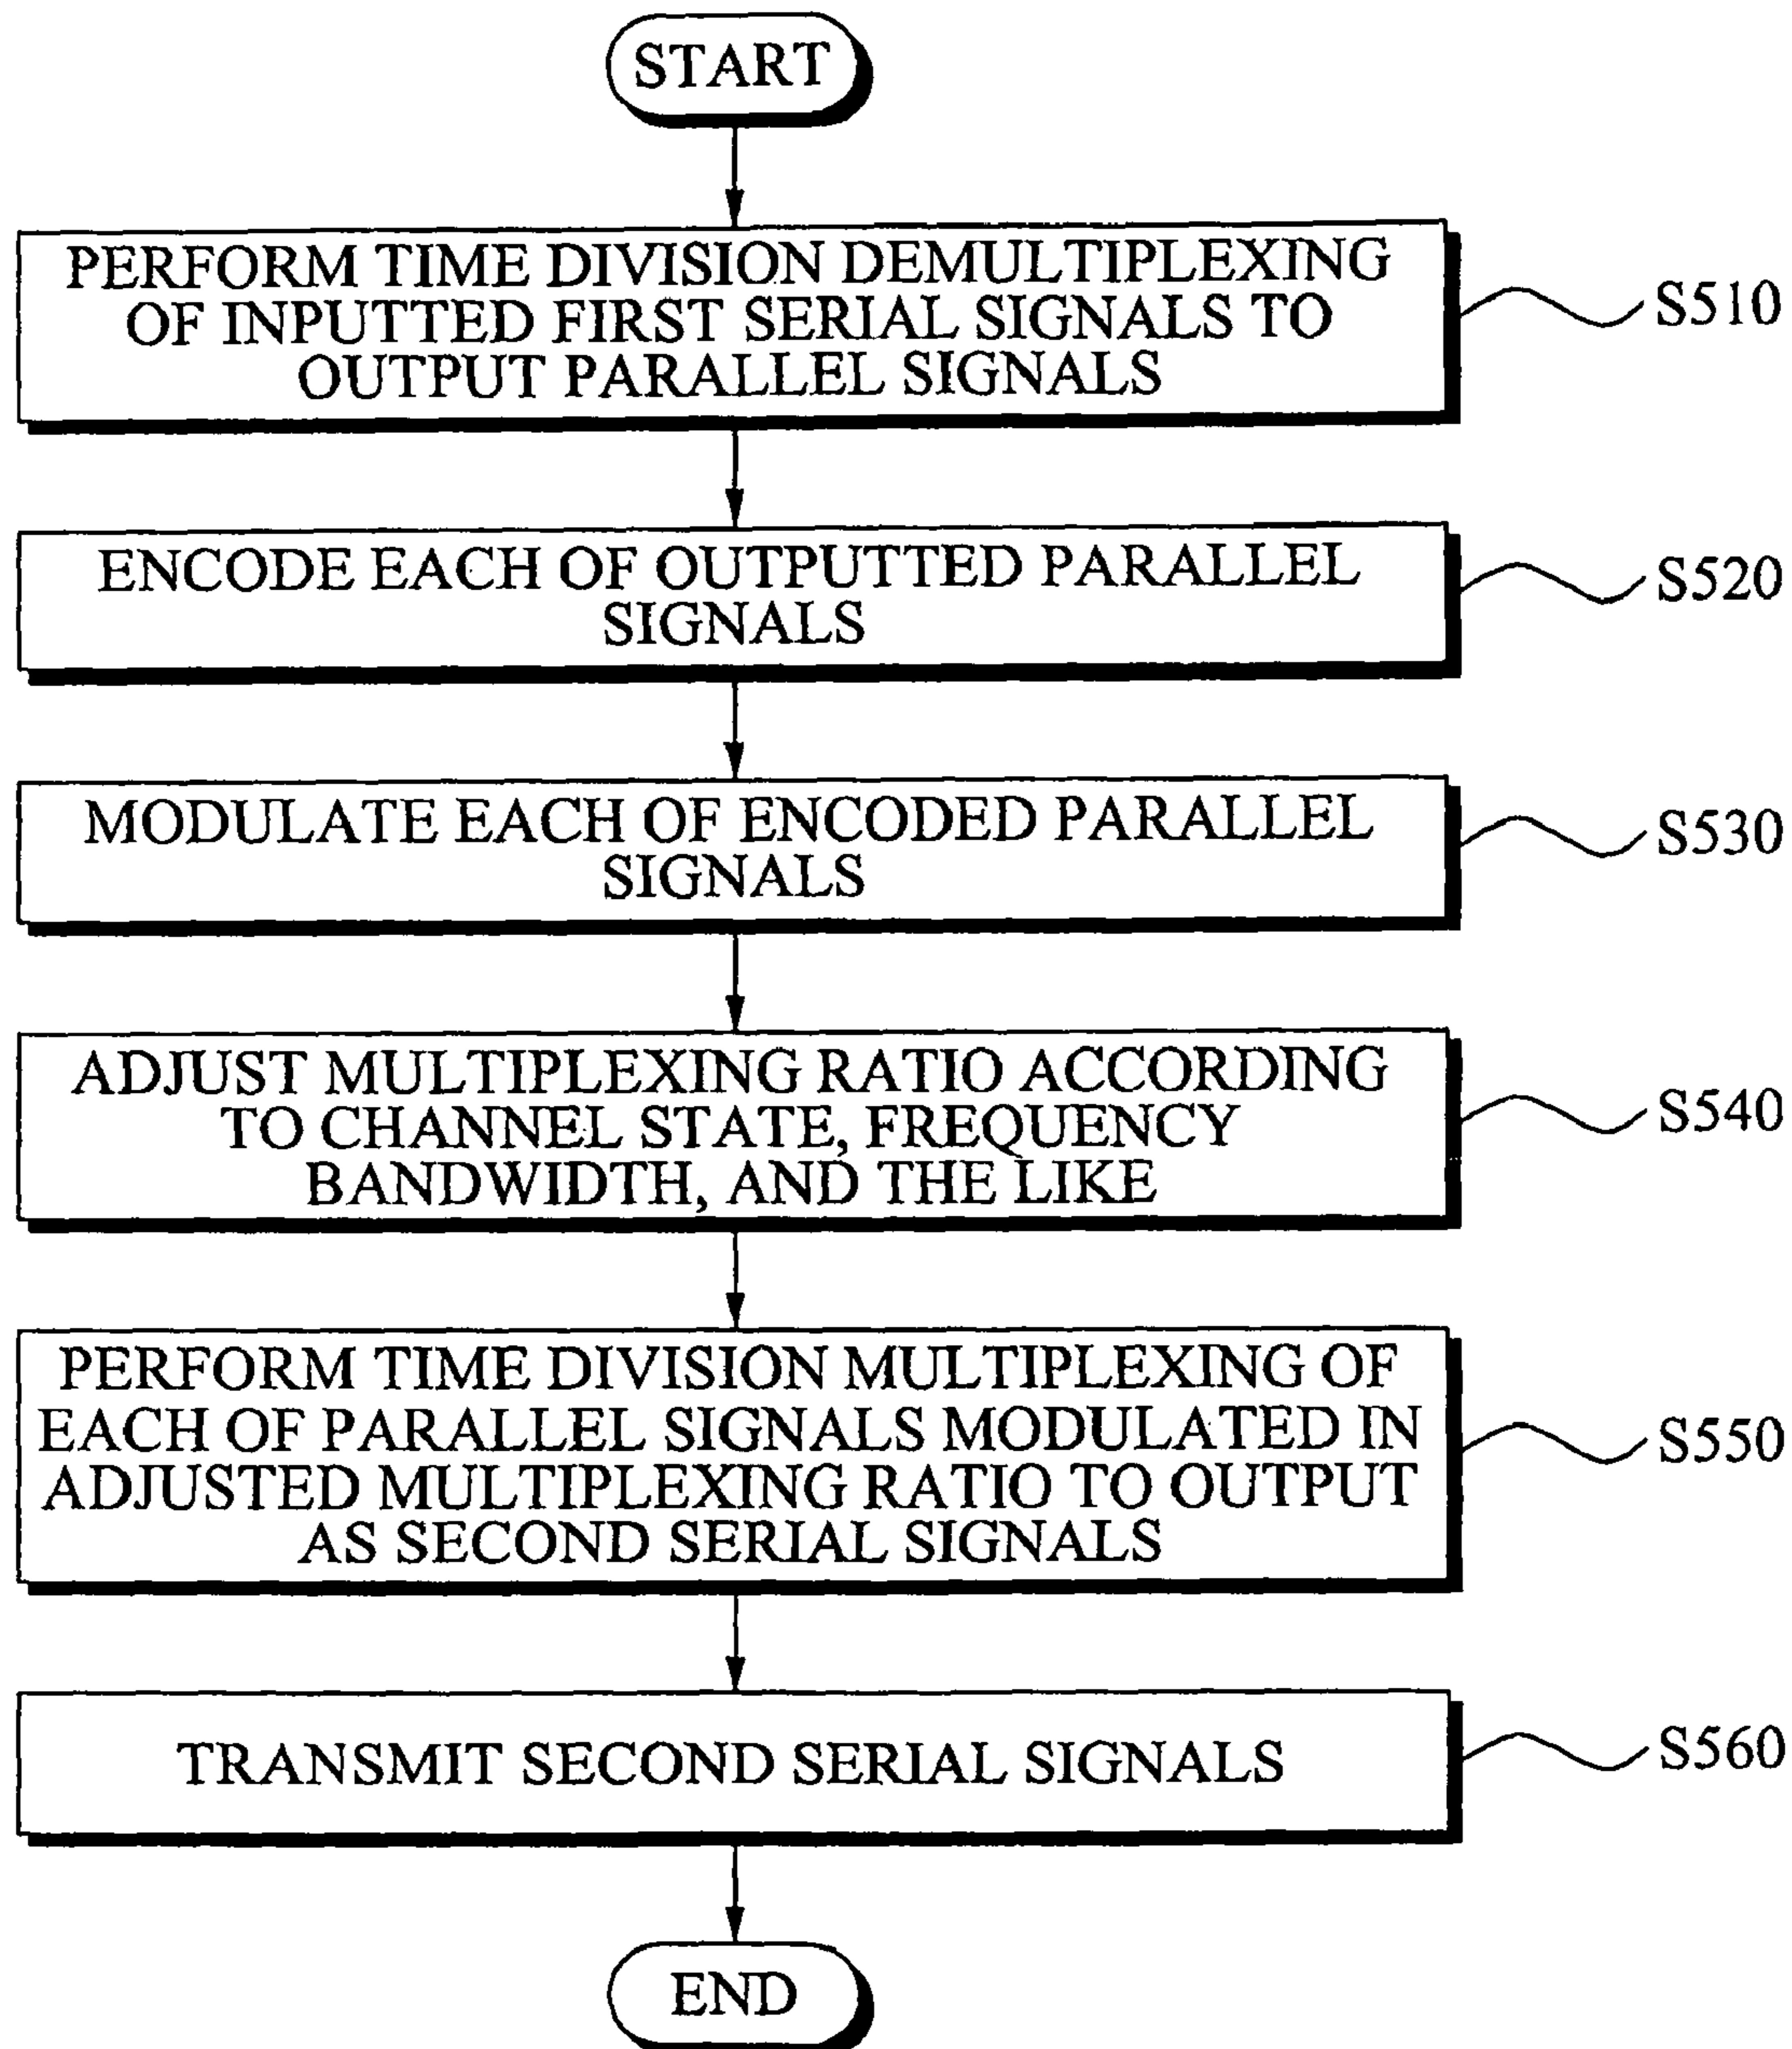 START
PERFORM TIME DIVISION DEMULTIPLEXING
OF INPUTTED FIRST SERIAL SIGNALS TO
OUTPUT PARALLEL SIGNALS
S510
ENCODE EACH OF OUTPUTTED PARALLEL
SIGNALS
S520
MODULATE EACH OF ENCODED PARALLEL
SIGNALS
S530
ADJUST MULTIPLEXING RATIO ACCORDING
TO CHANNEL STATE, FREQUENCY
BANDWIDTH, AND THE LIKE
S540
PERFORM TIME DIVISION MULTIPLEXING OF
EACH OF PARALLEL SIGNALS MODULATED IN
ADJUSTED MULTIPLEXING RATIO TO OUTPUT
AS SECOND SERIAL SIGNALS
S550
TRANSMIT SECOND SERIAL SIGNALS
S560
END